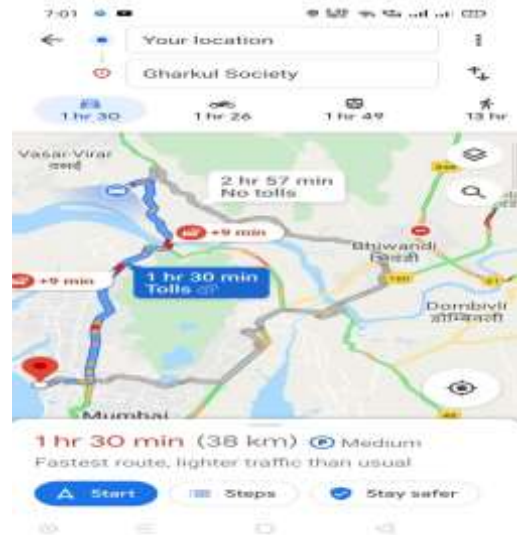 7:01
Your location
Gharkul Society
1 hr 30
1 hr 26
1 hr 49
13 hr
Vasai-Virar
वसई
2 hr 57 min
No tolls
+9 min
Bhiwandi
भिवंडी
+9 min
1 hr 30 min
Tolls
Dombivli
डोंबिवली
Mumbai
1 hr 30 min (38 km) P Medium
Fastest route, lighter traffic than usual
Start
Steps
Stay safer